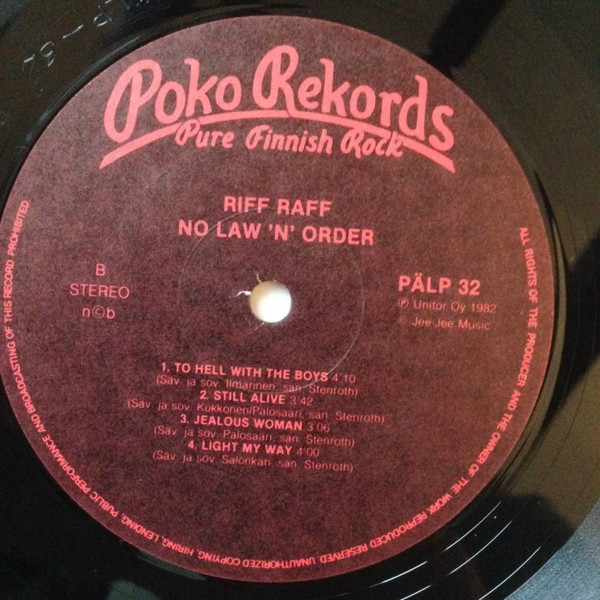 Poko Rekords
Pure Finnish Rock
RIFF RAFF
NO LAW 'N' ORDER
B
STEREO
n©b
PÄLP 32
℗ Unitor Oy 1982
© Jee Jee Music
1. TO HELL WITH THE BOYS 4'10
(Säv. ja sov. Ilmarinen, san. Stenroth)
2. STILL ALIVE 3'42
(Säv. ja sov. Kukkonen/Palosaari, san. Stenroth)
3. JEALOUS WOMAN 3'06
(Säv. ja sov. Palosaari, san. Stenroth)
4. LIGHT MY WAY 4'00
(Säv. ja sov. Salonkari, san. Stenroth)
ALL RIGHTS OF THE PRODUCER AND THE OWNER OF THE WORK REPRODUCED RESERVED. UNAUTHORIZED COPYING, HIRING, LENDING, PUBLIC PERFORMANCE AND BROADCASTING OF THIS RECORD PROHIBITED